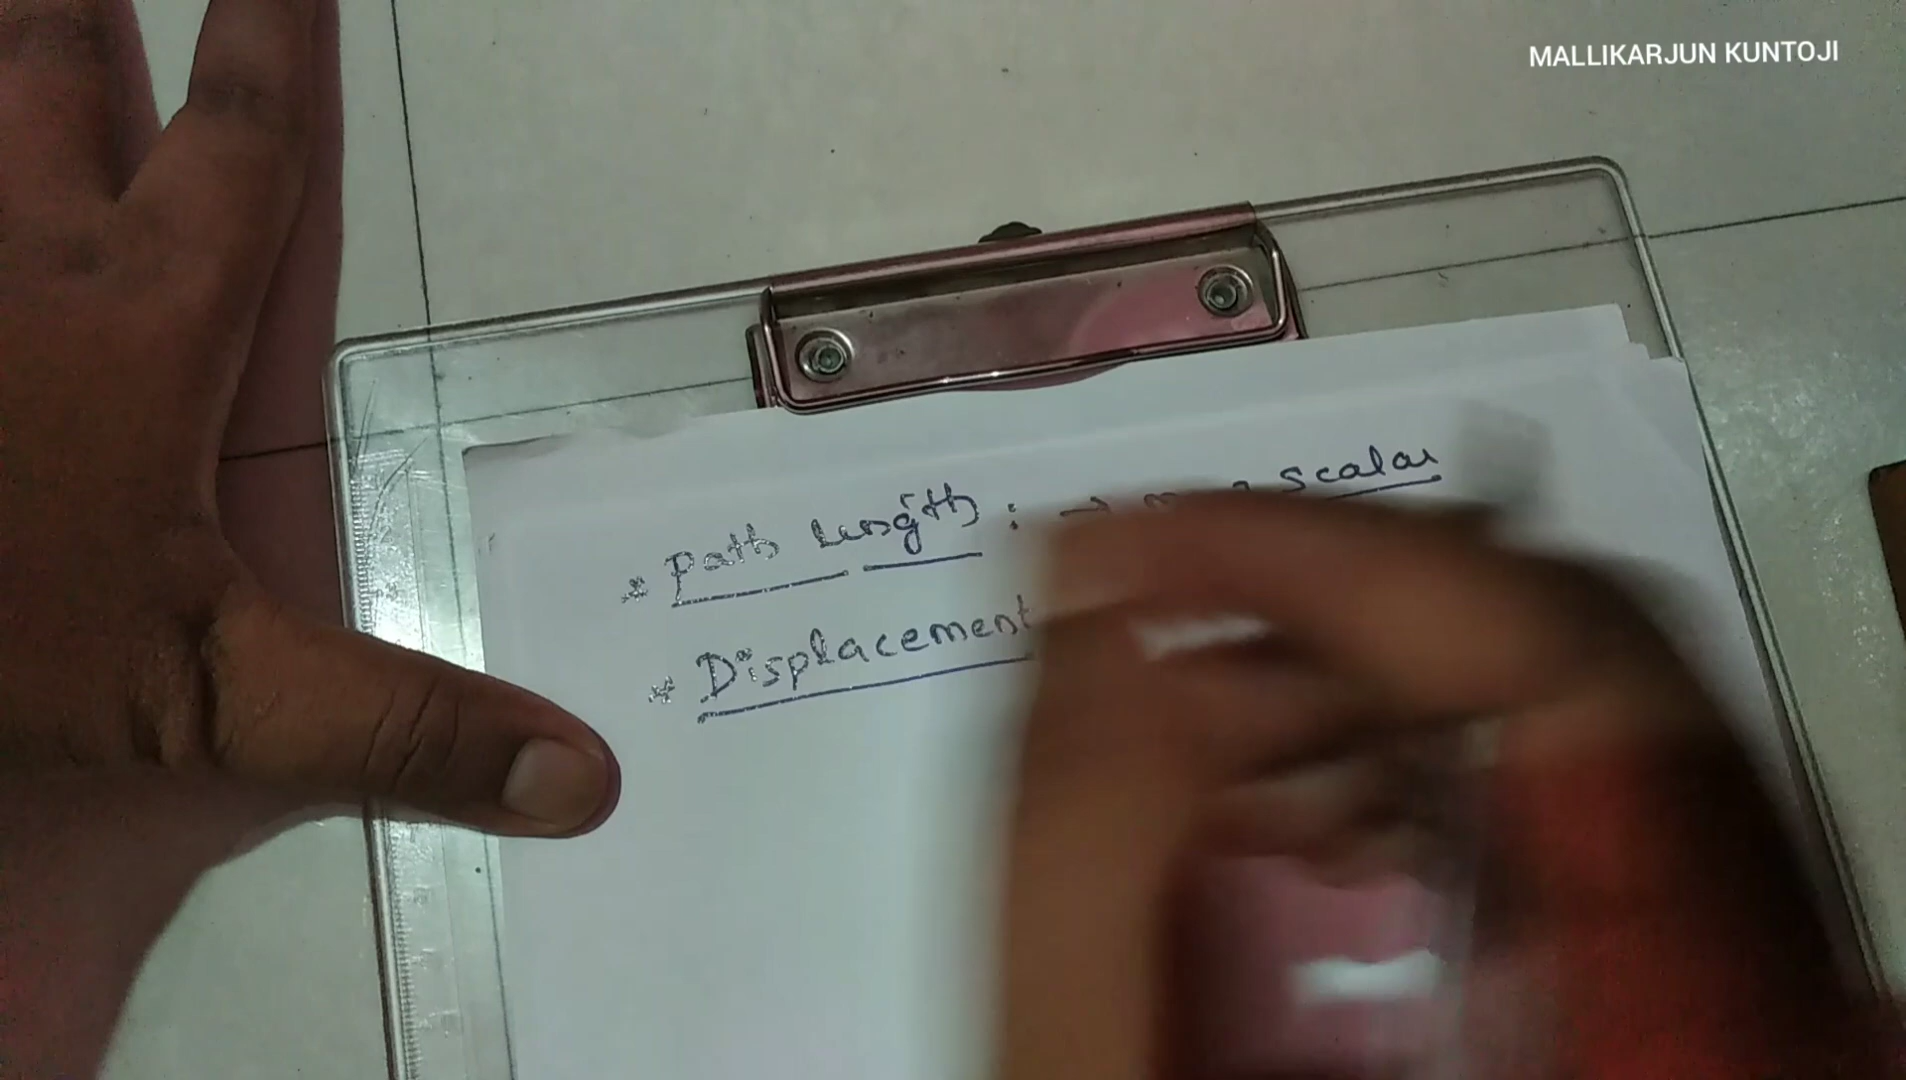 MALLIKARJUN KUNTOJI
* Path length : → scalar
* Displacement